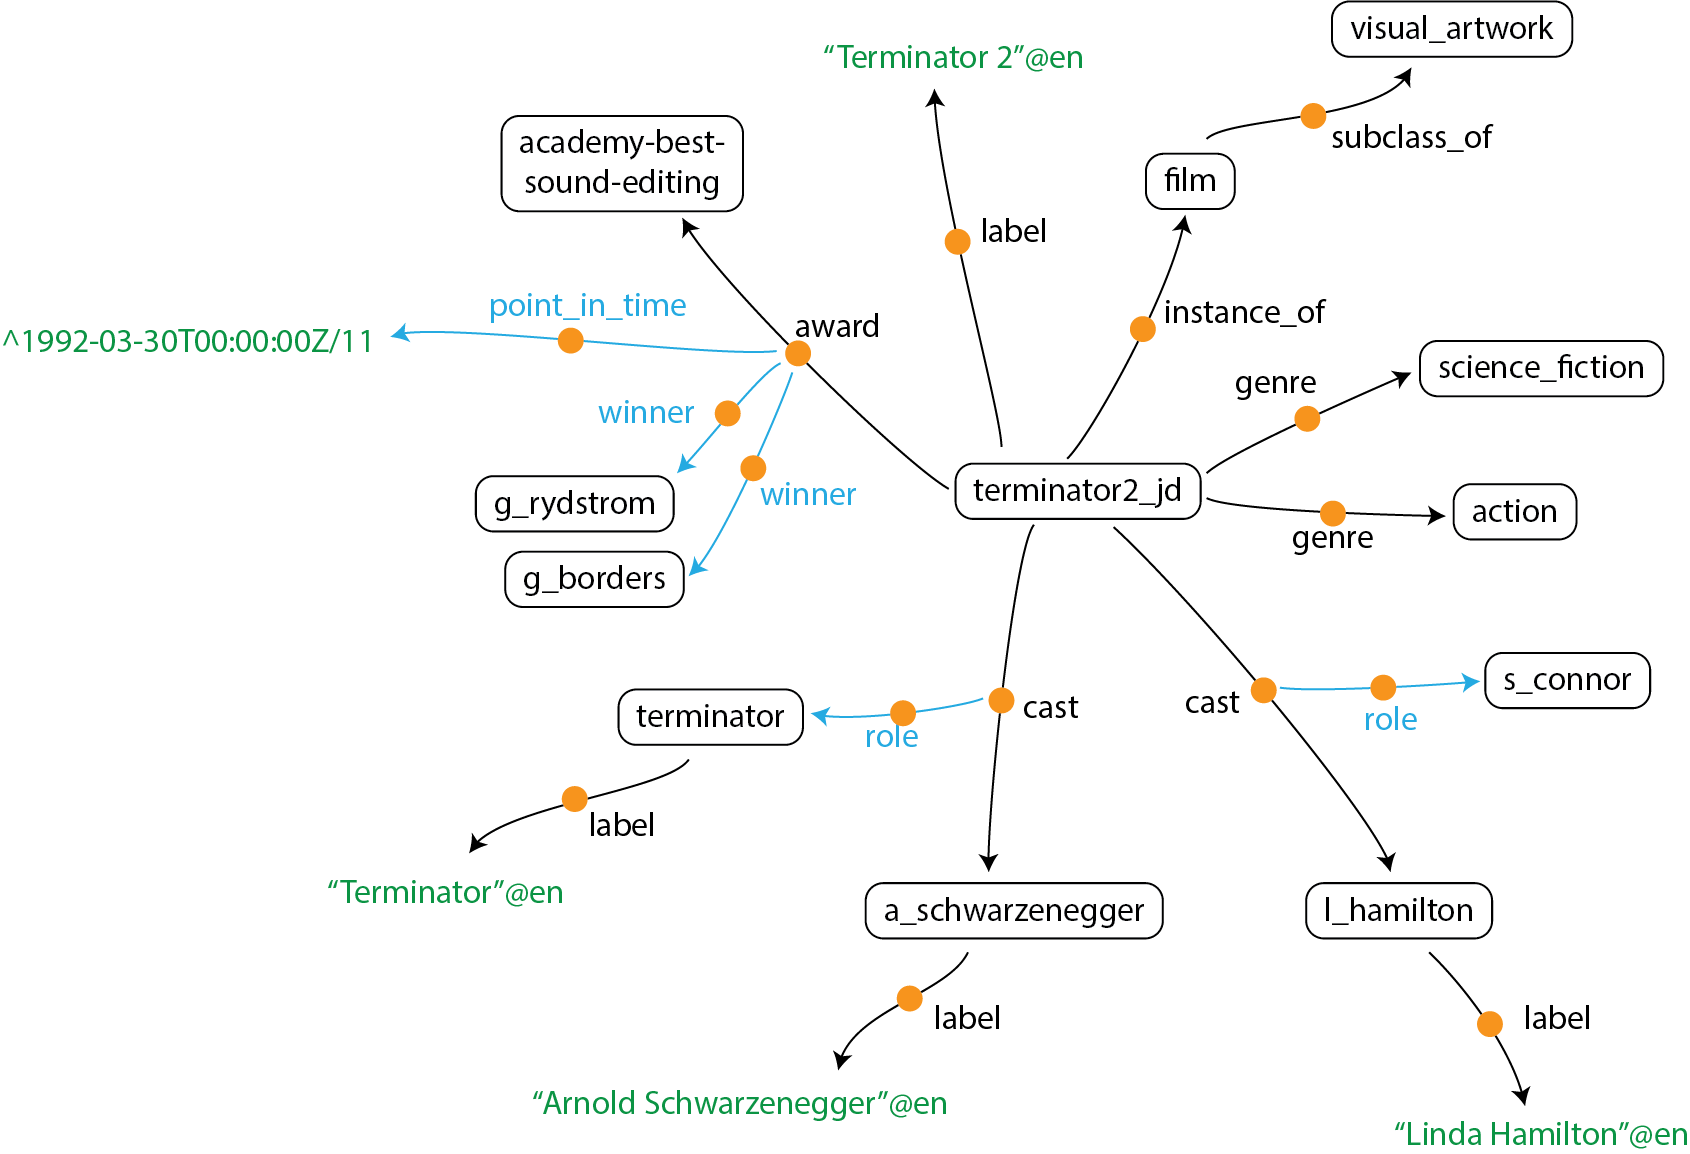 visual_artwork
“Terminator 2”@en
subclass_of
academy-best-
sound-editing
film
label
point_in_time
instance_of
award
^1992-03-30T00:00:00Z/11
science_fiction
genre
winner
terminator2_jd
winner
g_rydstrom
action
genre
g_borders
s_connor
terminator
role
cast
cast
role
label
“Terminator”@en
a_schwarzenegger
l_hamilton
label
label
“Arnold Schwarzenegger”@en
“Linda Hamilton”@en